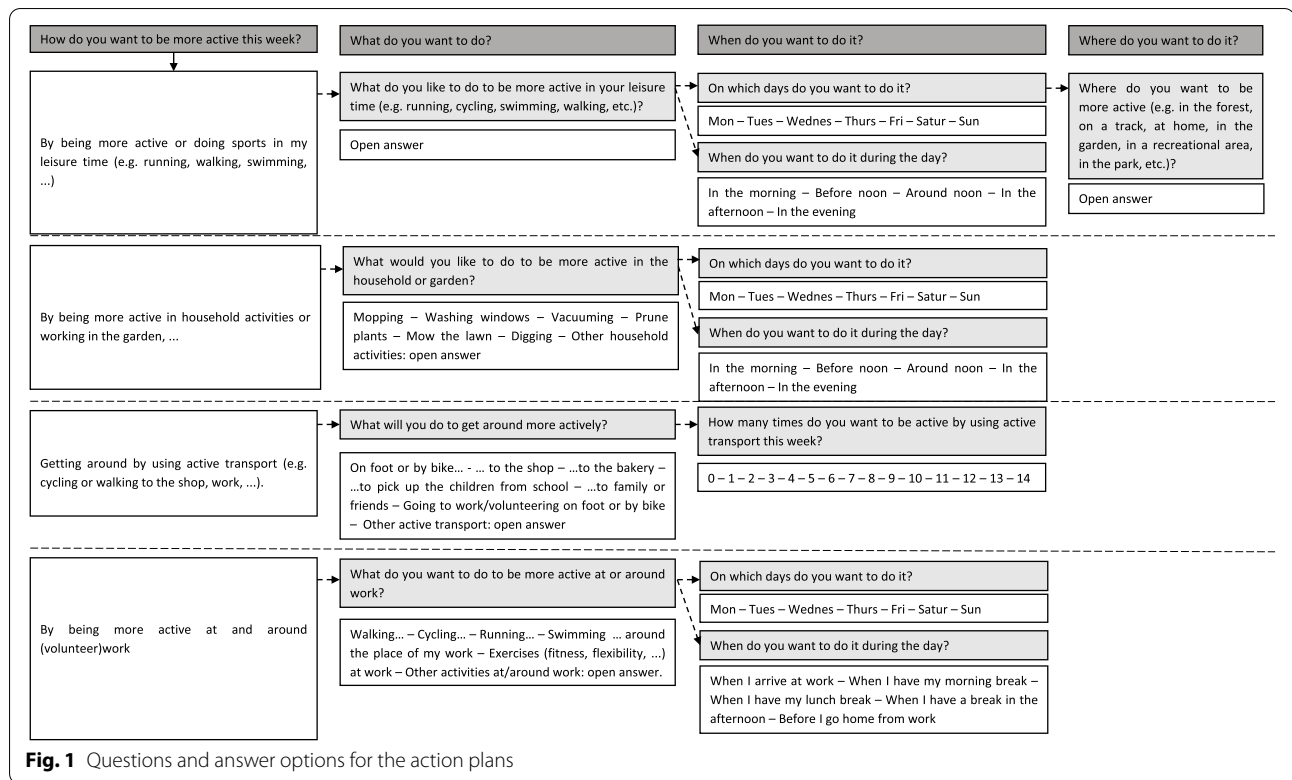 How do you want to be more active this week?
What do you want to do?
When do you want to do it?
Where do you want to do it?
By being more active or doing sports in my
leisure time (e.g. running, walking, swimming,
...)
What do you like to do to be more active in your leisure
time (e.g. running, cycling, swimming, walking, etc.)?
Open answer
On which days do you want to do it?
Mon – Tues – Wednes – Thurs – Fri – Satur – Sun
When do you want to do it during the day?
In the morning – Before noon – Around noon – In the
afternoon – In the evening
Where do you want to be
more active (e.g. in the forest,
on a track, at home, in the
garden, in a recreational area,
in the park, etc.)?
Open answer
By being more active in household activities or
working in the garden, ...
What would you like to do to be more active in the
household or garden?
Mopping – Washing windows – Vacuuming – Prune
plants – Mow the lawn – Digging – Other household
activities: open answer
On which days do you want to do it?
Mon – Tues – Wednes – Thurs – Fri – Satur – Sun
When do you want to do it during the day?
In the morning – Before noon – Around noon – In the
afternoon – In the evening
Getting around by using active transport (e.g.
cycling or walking to the shop, work, ...).
What will you do to get around more actively?
On foot or by bike... - ... to the shop – ...to the bakery –
...to pick up the children from school – ...to family or
friends – Going to work/volunteering on foot or by bike
– Other active transport: open answer
How many times do you want to be active by using active
transport this week?
0 – 1 – 2 – 3 – 4 – 5 – 6 – 7 – 8 – 9 – 10 – 11 – 12 – 13 – 14
By being more active at and around
(volunteer)work
What do you want to do to be more active at or around
work?
Walking... – Cycling... – Running... – Swimming ... around
the place of my work – Exercises (fitness, flexibility, ...)
at work – Other activities at/around work: open answer.
On which days do you want to do it?
Mon – Tues – Wednes – Thurs – Fri – Satur – Sun
When do you want to do it during the day?
When I arrive at work – When I have my morning break –
When I have my lunch break – When I have a break in the
afternoon – Before I go home from work
Fig. 1 Questions and answer options for the action plans